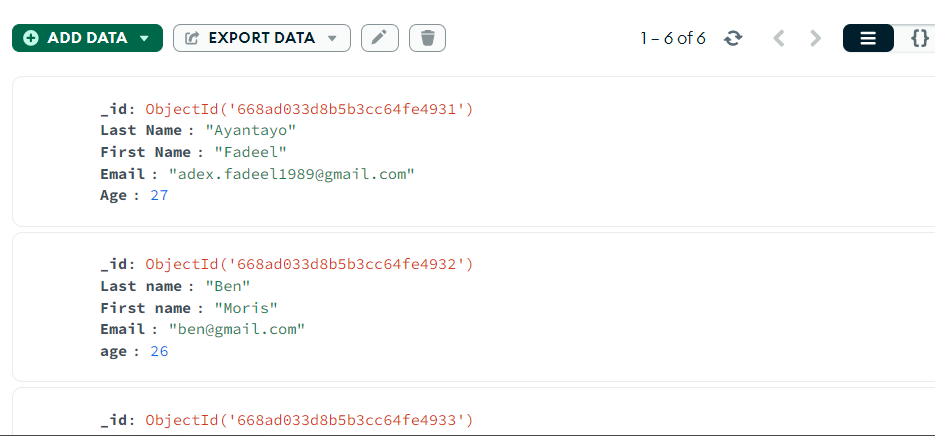 ADD DATA EXPORT DATA 1 – 6 of 6 {}
_id: ObjectId('668ad033d8b5b3cc64fe4931')
Last Name : "Ayantayo"
First Name : "Fadeel"
Email : "adex.fadeel1989@gmail.com"
Age : 27
_id: ObjectId('668ad033d8b5b3cc64fe4932')
Last name : "Ben"
First name : "Moris"
Email : "ben@gmail.com"
age : 26
_id: ObjectId('668ad033d8b5b3cc64fe4933')